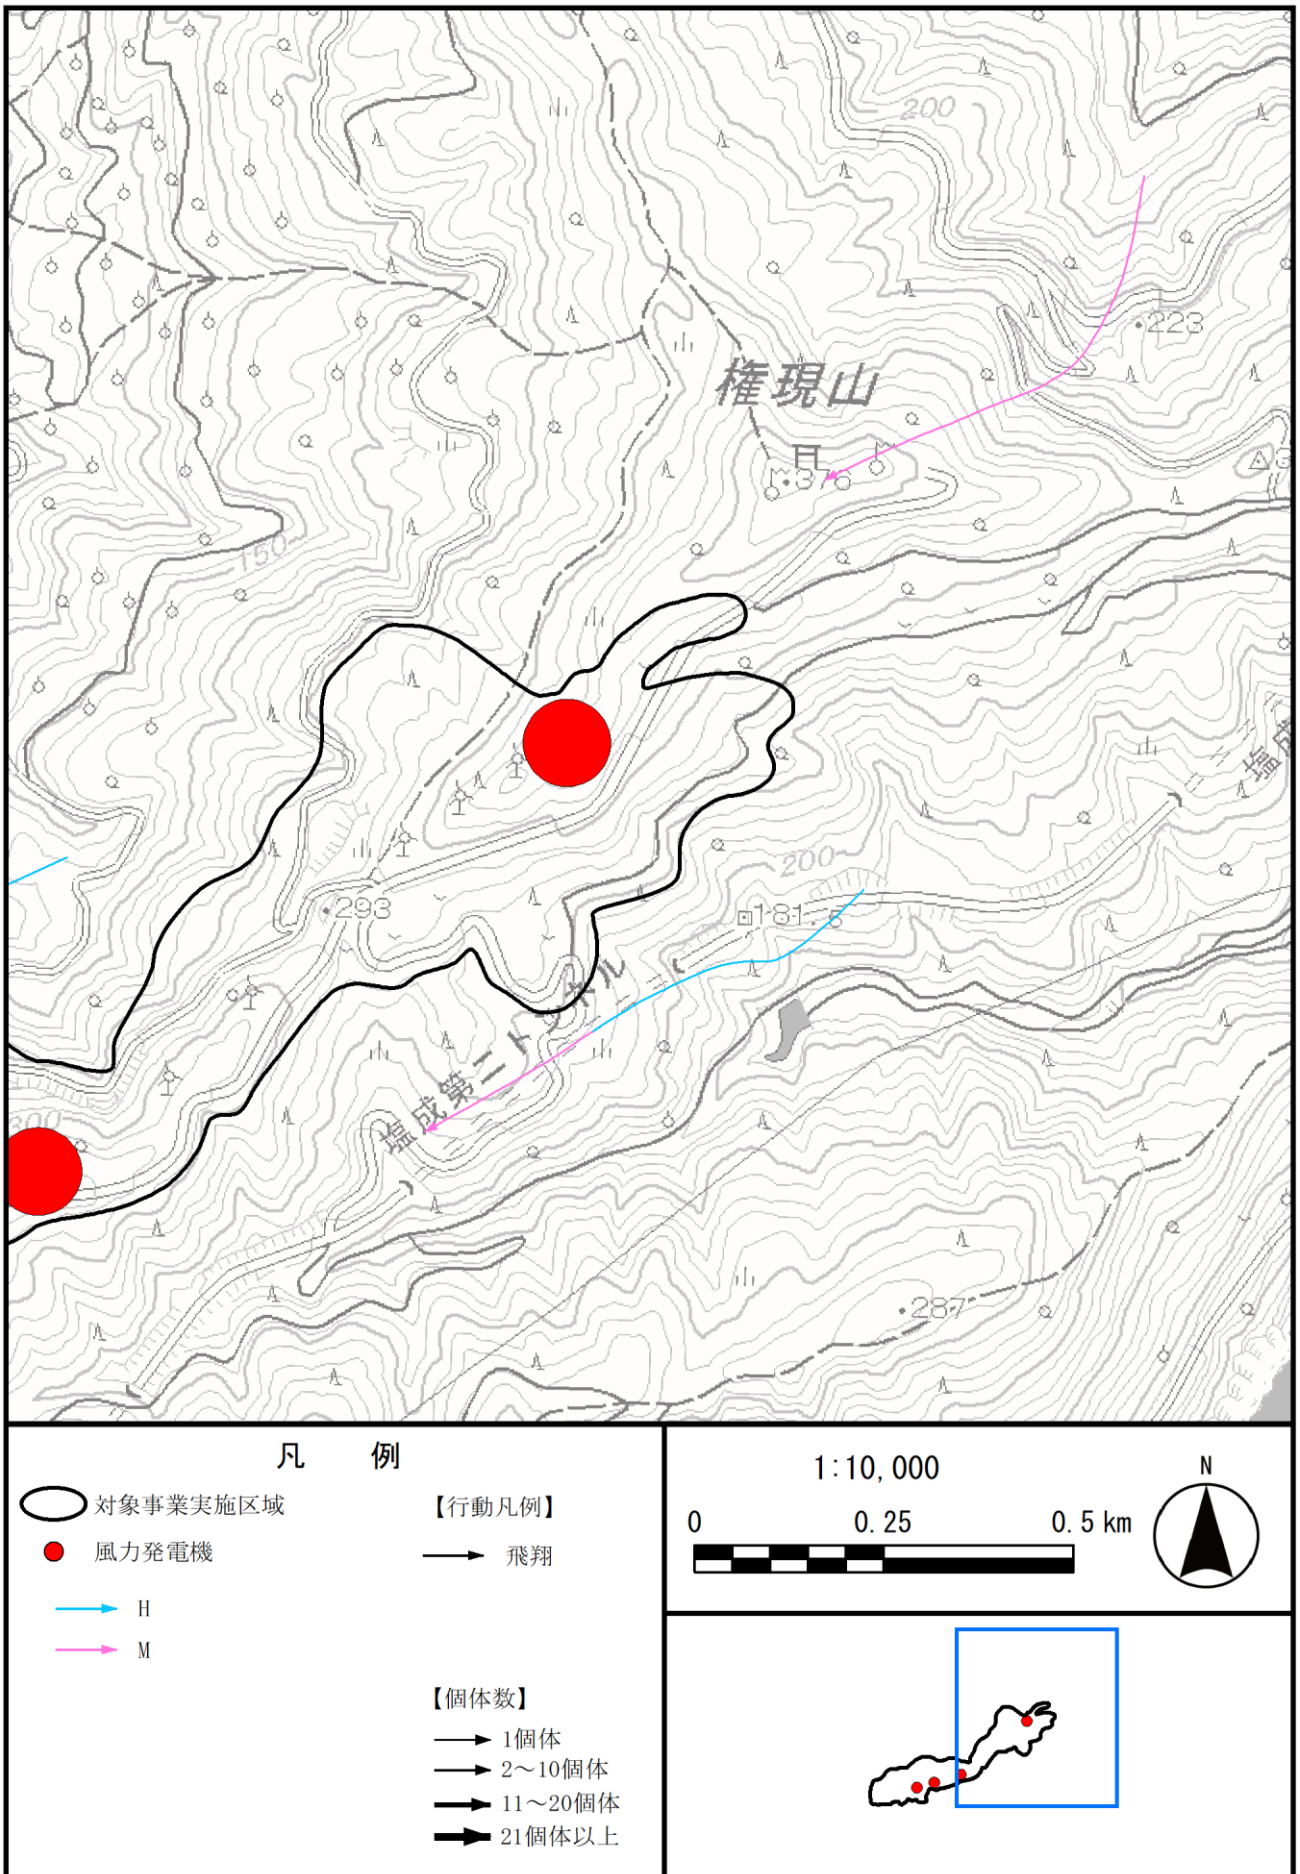 200
223
権現山
376
150
塩成
200
293
181.5
塩成第二トンネル
300
287
凡 例
対象事業実施区域
風力発電機
H
M
【行動凡例】
飛翔
【個体数】
1個体
2～10個体
11～20個体
21個体以上
1:10,000
0 0.25 0.5 km
N